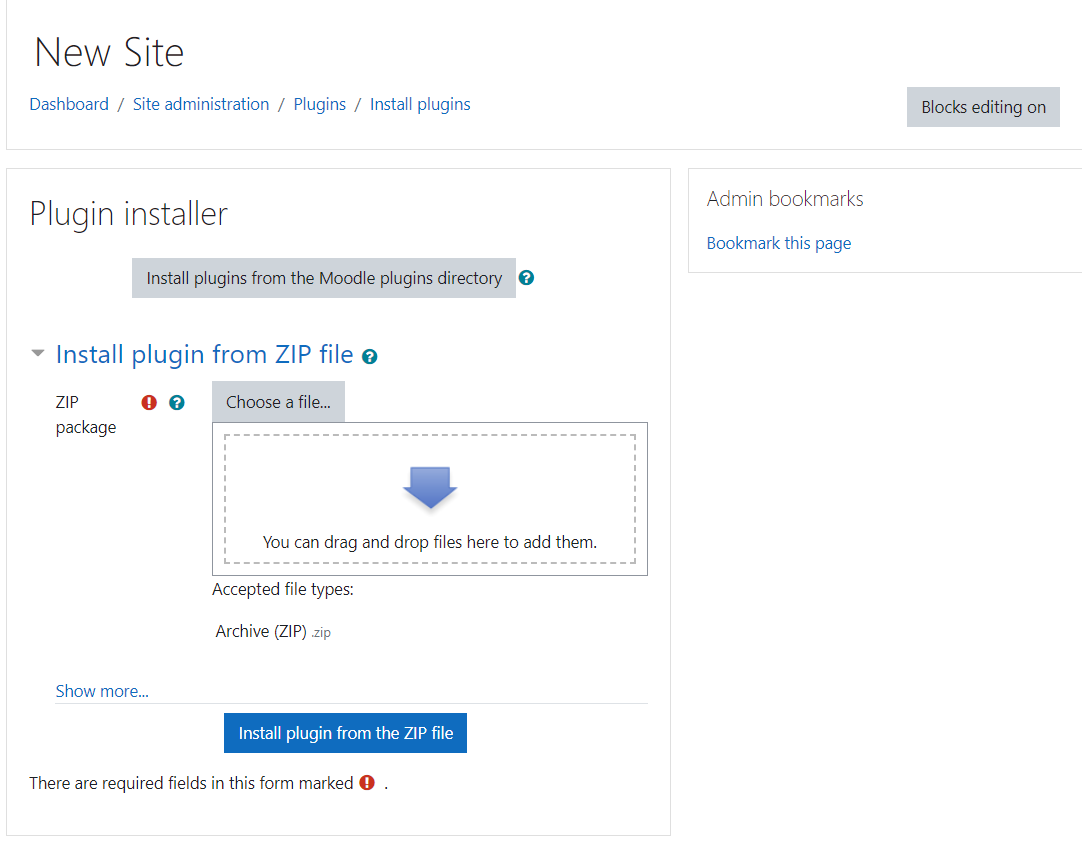 New Site
Dashboard / Site administration / Plugins / Install plugins
Blocks editing on
Plugin installer
Install plugins from the Moodle plugins directory
Install plugin from ZIP file
ZIP
package
Choose a file...
You can drag and drop files here to add them.
Accepted file types:
Archive (ZIP) .zip
Show more...
Install plugin from the ZIP file
There are required fields in this form marked .
Admin bookmarks
Bookmark this page